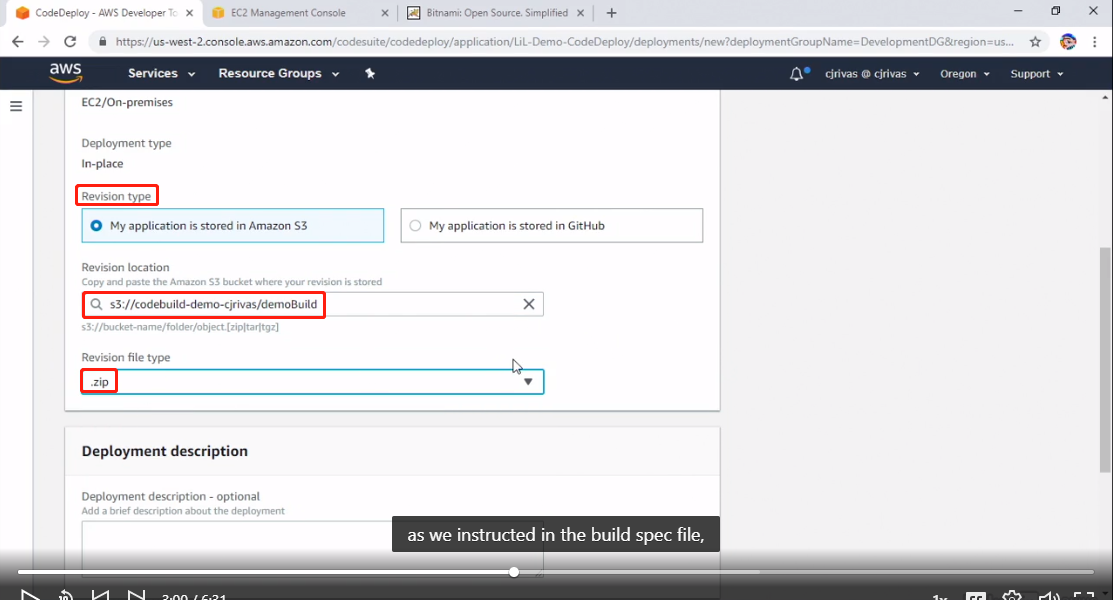 CodeDeploy - AWS Developer To
EC2 Management Console
Bitnami: Open Source. Simplified
https://us-west-2.console.aws.amazon.com/codesuite/codedeploy/application/LiL-Demo-CodeDeploy/deployments/new?deploymentGroupName=DevelopmentDG&region=us...
aws
Services
Resource Groups
cjrivas @ cjrivas
Oregon
Support
EC2/On-premises
Deployment type
In-place
Revision type
My application is stored in Amazon S3
My application is stored in GitHub
Revision location
Copy and paste the Amazon S3 bucket where your revision is stored
s3://codebuild-demo-cjrivas/demoBuild
s3://bucket-name/folder/object.[zip|tar|tgz]
Revision file type
.zip
Deployment description
Deployment description - optional
Add a brief description about the deployment
as we instructed in the build spec file,
10
3:00 / 6:31
1x
CC